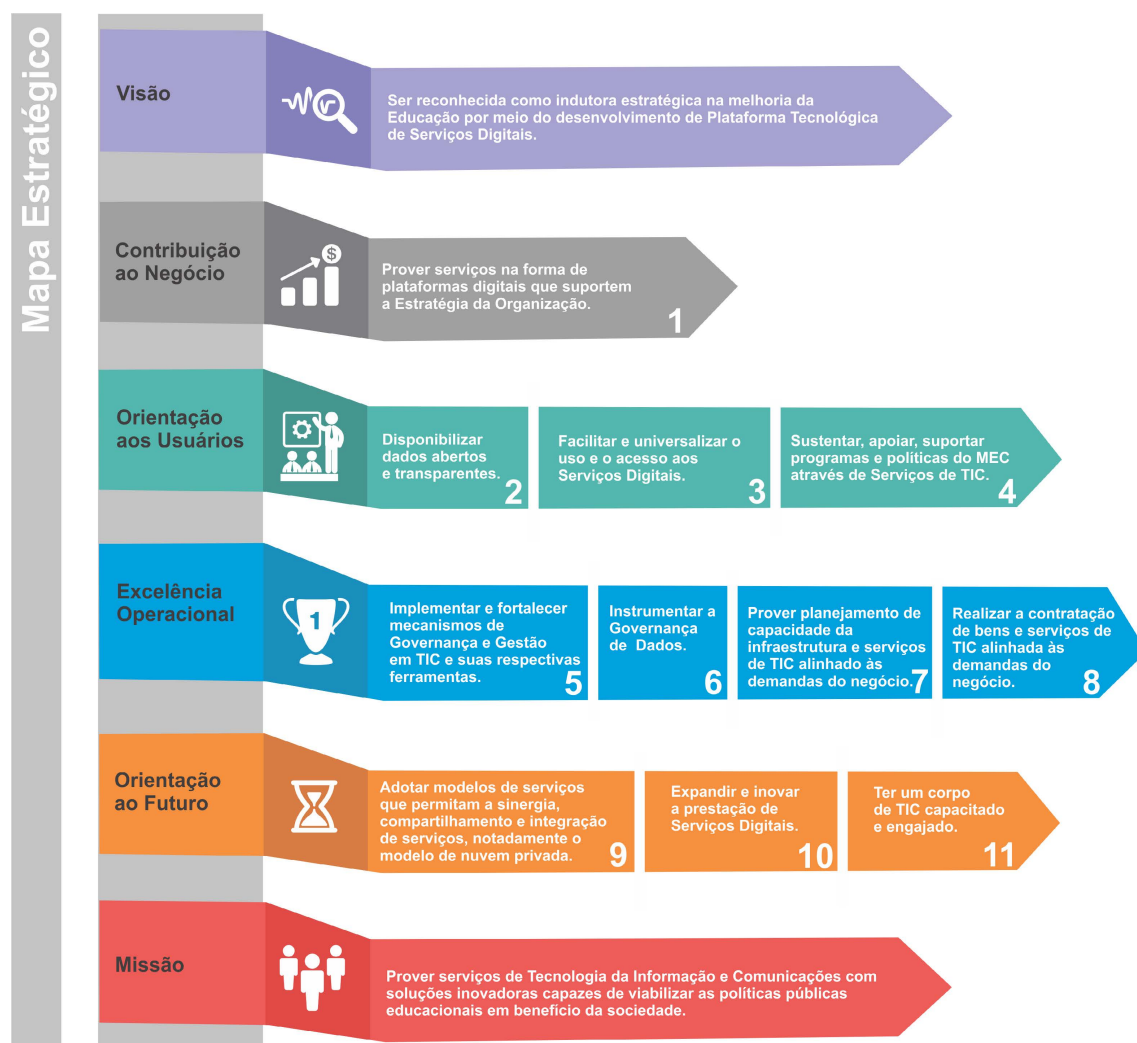 Mapa Estratégico
Visão
Ser reconhecida como indutora estratégica na melhoria da
Educação por meio do desenvolvimento de Plataforma Tecnológica
de Serviços Digitais.
Contribuição
ao Negócio
$
Prover serviços na forma de
plataformas digitais que suportem
a Estratégia da Organização.
1
Orientação
aos Usuários
Disponibilizar
dados abertos
e transparentes.
2
Facilitar e universalizar o
uso e o acesso aos
Serviços Digitais.
3
Sustentar, apoiar, suportar
programas e políticas do MEC
através de Serviços de TIC.
4
Excelência
Operacional
1
Implementar e fortalecer
mecanismos de
Governança e Gestão
em TIC e suas respectivas
ferramentas.
5
Instrumentar a
Governança
de Dados.
6
Prover planejamento de
capacidade da
infraestrutura e serviços
de TIC alinhado às
demandas do negócio.
7
Realizar a contratação
de bens e serviços de
TIC alinhada às
demandas do
negócio.
8
Orientação
ao Futuro
Adotar modelos de serviços
que permitam a sinergia,
compartilhamento e integração
de serviços, notadamente o
modelo de nuvem privada.
9
Expandir e inovar
a prestação de
Serviços Digitais.
10
Ter um corpo
de TIC capacitado
e engajado.
11
Missão
Prover serviços de Tecnologia da Informação e Comunicações com
soluções inovadoras capazes de viabilizar as políticas públicas
educacionais em benefício da sociedade.